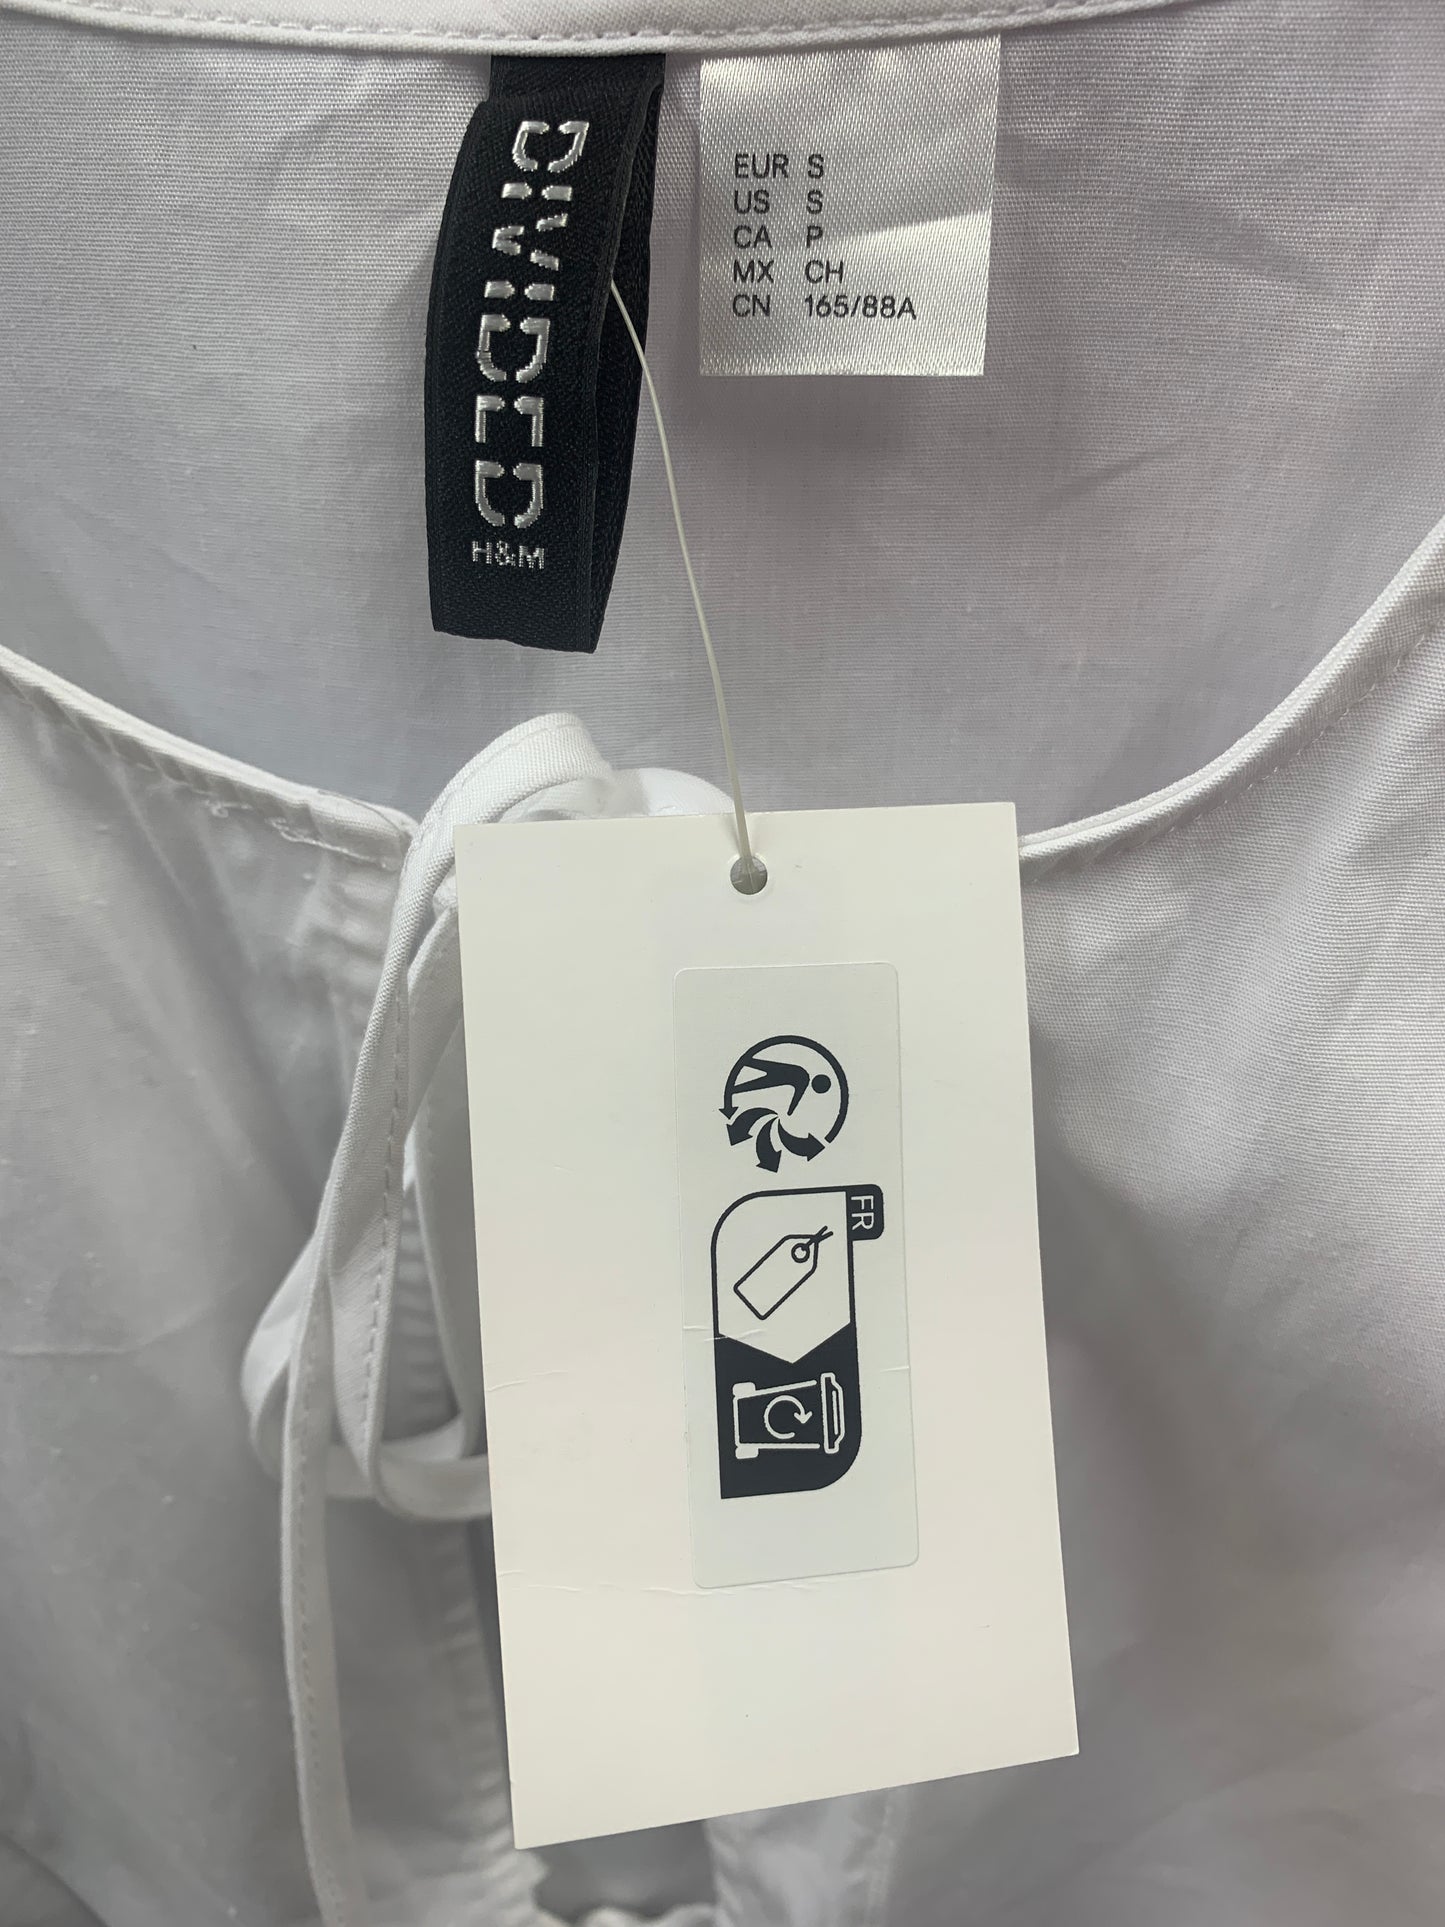 DIVIDED
H&M
EUR S
US S
CA P
MX CH
CN 165/88A
FR